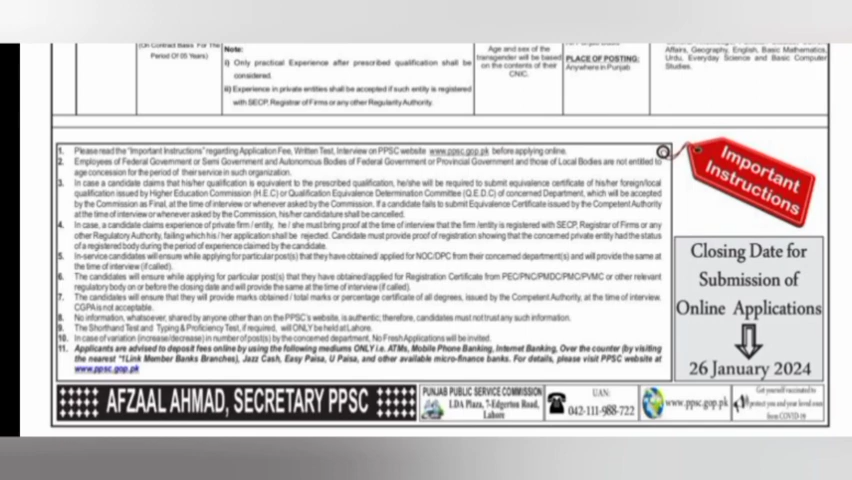 (On Contract Basis For The
Period Of 05 Years)
Note:
i) Only practical Experience after prescribed qualification shall be
considered.
ii) Experience in private entities shall be accepted if such entity is registered
with SECP, Registrar of Firms or any other Regularity Authority.
Age and sex of the
transgender will be based
on the contents of their
CNIC.
PLACE OF POSTING:
Anywhere in Punjab
Affairs, Geography, English, Basic Mathematics,
Urdu, Everyday Science and Basic Computer
Studies.
1. Please read the "Important Instructions" regarding Application Fee, Written Test, Interview on PPSC website www.ppsc.gop.pk before applying online.
2. Employees of Federal Government or Semi Government and Autonomous Bodies of Federal Government or Provincial Government and those of Local Bodies are not entitled to
age concession for the period of their service in such organization.
3. In case a candidate claims that his/her qualification is equivalent to the prescribed qualification, he/she will be required to submit equivalence certificate of his/her foreign/local
qualification issued by Higher Education Commission (H.E.C) or Qualification Equivalence Determination Committee (Q.E.D.C) of concerned Department, which will be accepted
by the Commission as Final, at the time of interview or whenever asked by the Commission. If a candidate fails to submit Equivalence Certificate issued by the Competent Authority
at the time of interview or whenever asked by the Commission, his candidature shall be cancelled.
4. In case, a candidate claims experience of private firm / entity, he / she must bring proof at the time of interview that the firm /entity is registered with SECP, Registrar of Firms or any
other Regulatory Authority, failing which his / her application shall be rejected. Candidate must provide proof of registration showing that the concerned private entity had the status
of a registered body during the period of experience claimed by the candidate.
5. In-service candidates will ensure while applying for particular post(s) that they have obtained/ applied for NOC/DPC from their concerned department(s) and will provide the same at
the time of interview (if called).
6. The candidates will ensure while applying for particular post(s) that they have obtained/applied for Registration Certificate from PEC/PNC/PMDC/PMC/PVMC or other relevant
regulatory body on or before the closing date and will provide the same at the time of interview (if called).
7. The candidates will ensure that they will provide marks obtained / total marks or percentage certificate of all degrees, issued by the Competent Authority, at the time of interview.
CGPA is not acceptable.
8. No information, whatsoever, shared by anyone other than on the PPSC's website, is authentic; therefore, candidates must not trust any such information.
9. The Shorthand Test and Typing & Proficiency Test, if required, will ONLY be held at Lahore.
10. In case of variation (increase/decrease) in number of post(s) by the concerned department, No Fresh Applications will be invited.
11. Applicants are advised to deposit fees online by using the following mediums ONLY i.e. ATMs, Mobile Phone Banking, Internet Banking, Over the counter (by visiting
the nearest "1Link Member Banks Branches), Jazz Cash, Easy Paisa, U Paisa, and other available micro-finance banks. For details, please visit PPSC website at
www.ppsc.gop.pk
Important
Instructions
Closing Date for
Submission of
Online Applications
26 January 2024
AFZAAL AHMAD, SECRETARY PPSC
PUNJAB PUBLIC SERVICE COMMISSION
LDA Plaza, 7-Edgerton Road,
Lahore
UAN:
042-111-988-722
www.ppsc.gop.pk
Get yourself vaccinated to
protect you and your loved ones
from COVID-19